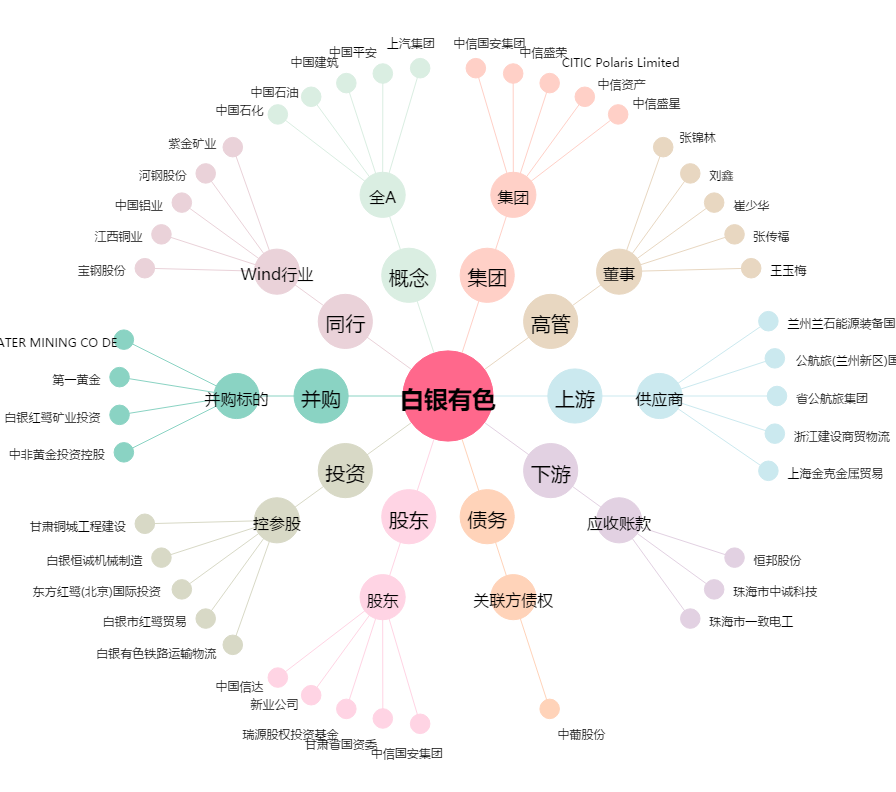 上汽集团
中国平安
中国建筑
中国石油
中国石化
全A
概念
中信国安集团
中信盛荣
CITIC Polaris Limited
中信资产
中信盛星
集团
集团
张锦林
刘鑫
崔少华
张传福
王玉梅
董事
高管
紫金矿业
河钢股份
中国铝业
江西铜业
宝钢股份
Wind行业
同行
ATER MINING CO DE
第一黄金
白银红鹭矿业投资
中非黄金投资控股
并购标的
并购
白银有色
上游
供应商
兰州兰石能源装备国
公航旅(兰州新区)国
省公航旅集团
浙江建设商贸物流
上海金克金属贸易
投资
控参股
甘肃铜城工程建设
白银恒诚机械制造
东方红鹭(北京)国际投资
白银市红鹭贸易
白银有色铁路运输物流
股东
股东
中国信达
新业公司
瑞源股权投资基金
甘肃省国资委
中信国安集团
债务
关联方债权
中葡股份
下游
应收账款
恒邦股份
珠海市中诚科技
珠海市一致电工